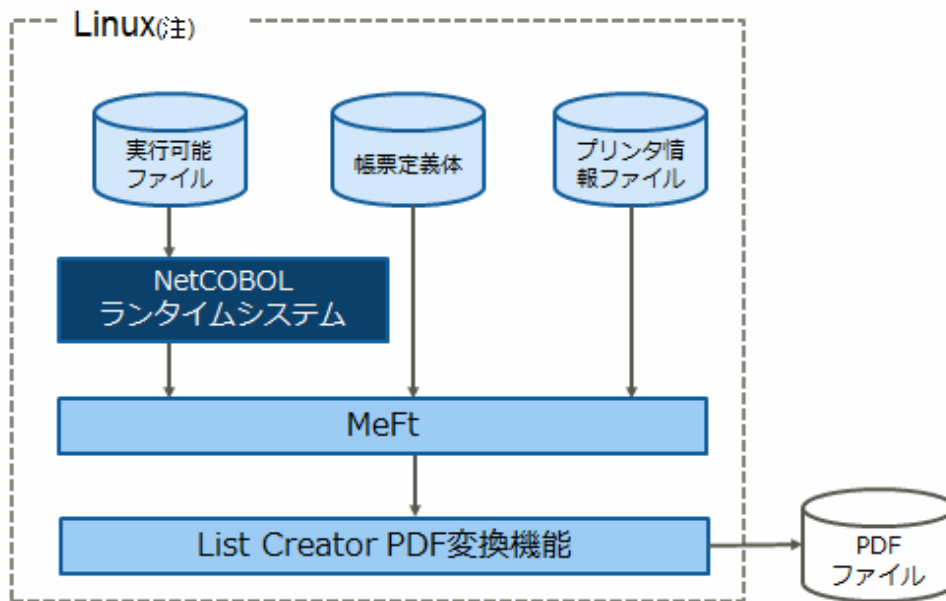 Linux(注)
実行可能
ファイル
帳票定義体
プリンタ情
報ファイル
NetCOBOL
ランタイムシステム
MeFt
List Creator PDF変換機能
PDF
ファイル